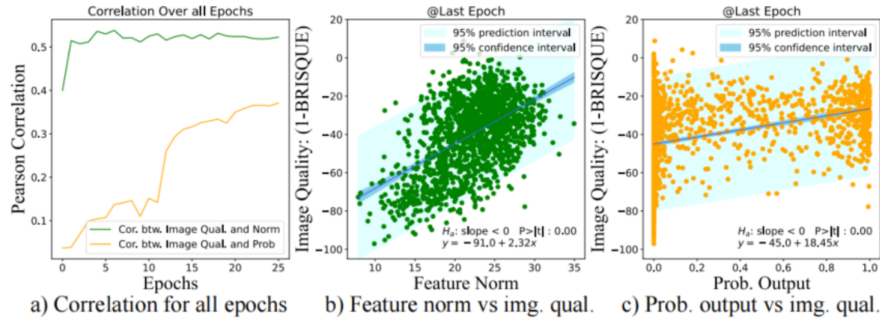 Correlation Over all Epochs
Pearson Correlation
0,5
0,4
0,3
0,2
0,1
Cor. btw. Image Qual. and Norm
Cor. btw. Image Qual. and Prob
0
5
10
15
20
25
Epochs
a) Correlation for all epochs
@Last Epoch
Image Quality: (1-BRISQUE)
20
0
−20
−40
−60
−80
−100
95% prediction interval
95% confidence interval
Hₐ: slope < 0 P>|t| : 0.00
y = −91,0 + 2,32x
10
15
20
25
30
35
Feature Norm
b) Feature norm vs img. qual.
@Last Epoch
Image Quality: (1-BRISQUE)
20
0
−20
−40
−60
−80
−100
95% prediction interval
95% confidence interval
Hₐ: slope < 0 P>|t| : 0.00
y = −45,0 + 18,45x
0,0
0,2
0,4
0,6
0,8
1,0
Prob. Output
c) Prob. output vs img. qual.